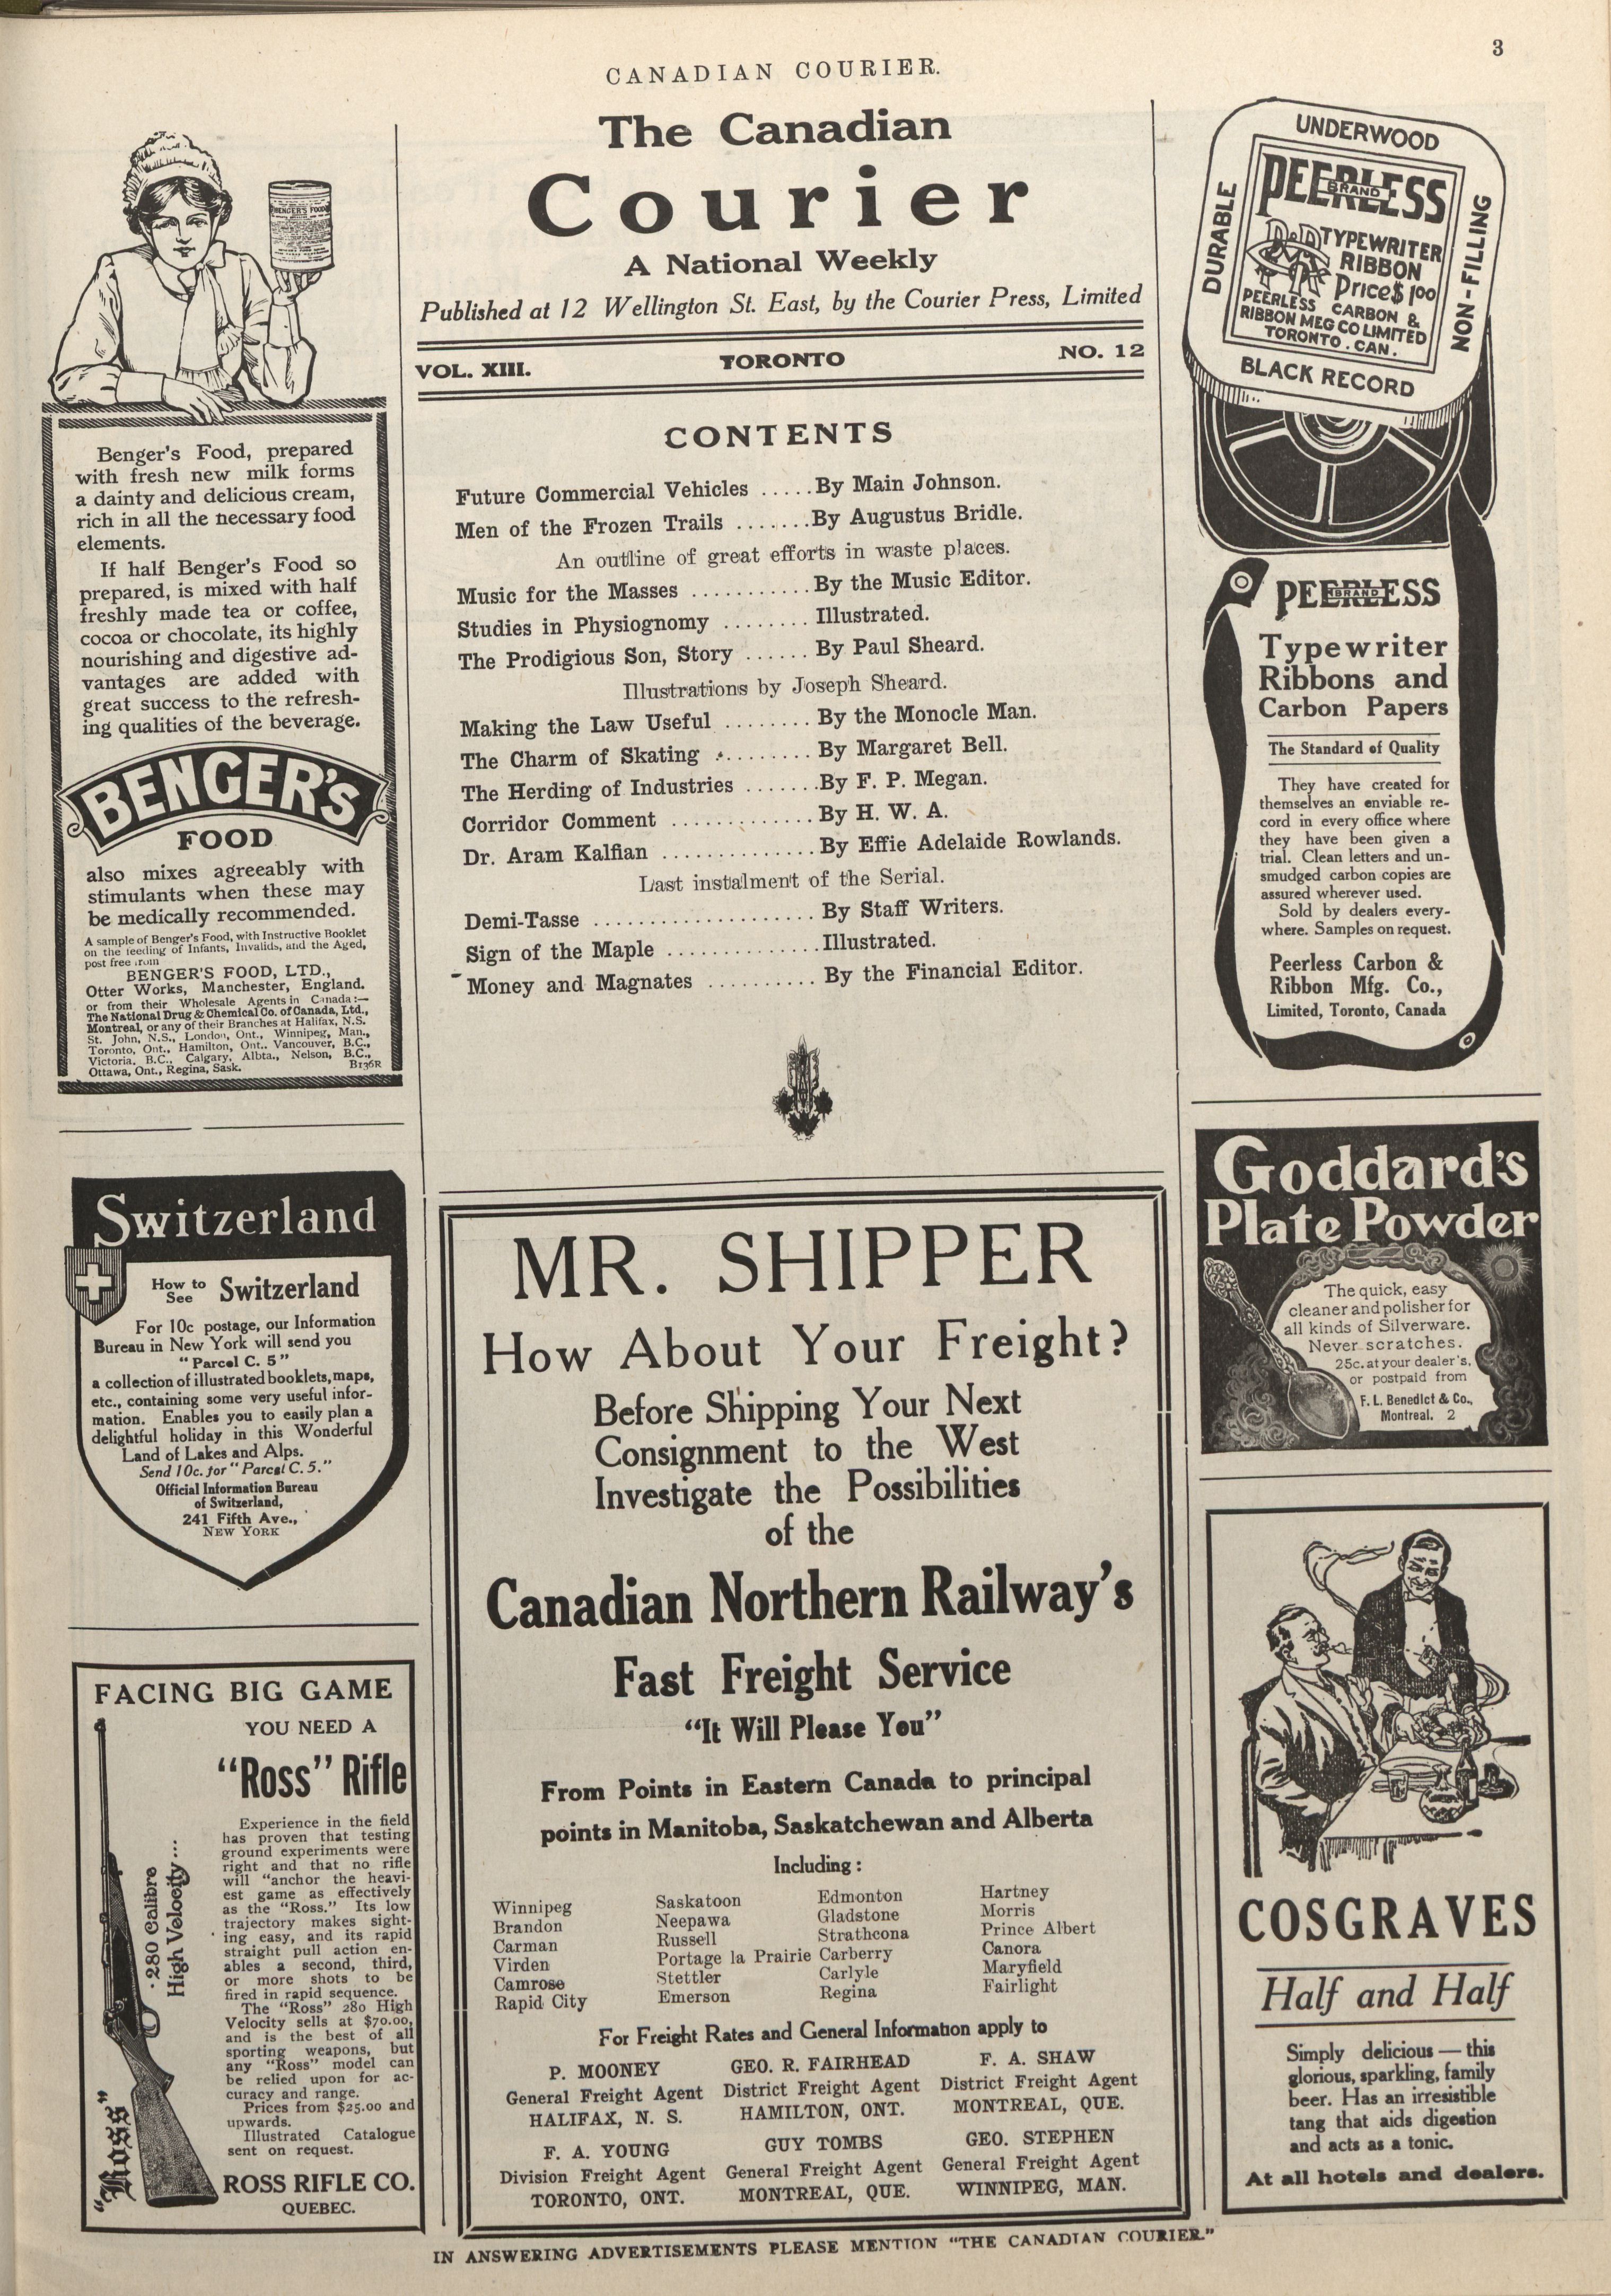 3
CANADIAN COURIER.
The Canadian
Courier
A National Weekly
Published at 12 Wellington St. East, by the Courier Press, Limited
VOL. XIII. TORONTO NO. 12
CONTENTS
Future Commercial Vehicles .....By Main Johnson.
Men of the Frozen Trails .......By Augustus Bridle.
An outline of great efforts in waste places.
Music for the Masses ...........By the Music Editor.
Studies in Physiognomy ........ Illustrated.
The Prodigious Son, Story ...... By Paul Sheard.
Illustrations by Joseph Sheard.
Making the Law Useful ........ By the Monocle Man.
The Charm of Skating ......... By Margaret Bell.
The Herding of Industries .......By F. P. Megan.
Corridor Comment .............By H. W. A.
Dr. Aram Kalfian ..............By Effie Adelaide Rowlands.
Last instalment of the Serial.
Demi-Tasse .................... By Staff Writers.
Sign of the Maple ..............Illustrated.
Money and Magnates .......... By the Financial Editor.
BENGER'S FOOD
Benger's Food, prepared
with fresh new milk forms
a dainty and delicious cream,
rich in all the necessary food
elements.
If half Benger's Food so
prepared, is mixed with half
freshly made tea or coffee,
cocoa or chocolate, its highly
nourishing and digestive ad-
vantages are added with
great success to the refresh-
ing qualities of the beverage.
BENGER'S
FOOD
also mixes agreeably with
stimulants when these may
be medically recommended.
A sample of Benger's Food, with Instructive Booklet
on the feeding of Infants, Invalids, and the Aged,
post free from
BENGER'S FOOD, LTD.,
Otter Works, Manchester, England.
or from their Wholesale Agents in Canada:—
The National Drug & Chemical Co. of Canada, Ltd.,
Montreal, or any of their Branches at Halifax, N.S.
St. John, N.S., London, Ont., Winnipeg, Man.,
Toronto, Ont., Hamilton, Ont., Vancouver, B.C.,
Victoria, B.C., Calgary, Albta., Nelson, B.C.,
Ottawa, Ont., Regina, Sask. B136R
Switzerland
How to
See Switzerland
For 10c postage, our Information
Bureau in New York will send you
"Parcel C. 5"
a collection of illustrated booklets, maps,
etc., containing some very useful infor-
mation. Enables you to easily plan a
delightful holiday in this Wonderful
Land of Lakes and Alps.
Send 10c. for "Parcel C. 5."
Official Information Bureau
of Switzerland,
241 Fifth Ave.,
NEW YORK
FACING BIG GAME
YOU NEED A
"Ross" Rifle
Experience in the field
has proven that testing
ground experiments were
right and that no rifle
will "anchor the heavi-
est game as effectively
as the "Ross." Its low
trajectory makes sight-
ing easy, and its rapid
straight pull action en-
ables a second, third,
or more shots to be
fired in rapid sequence.
The "Ross" 280 High
Velocity sells at $70.00,
and is the best of all
sporting weapons, but
any "Ross" model can
be relied upon for ac-
curacy and range.
Prices from $25.00 and
upwards.
Illustrated Catalogue
sent on request.
ROSS RIFLE CO.
QUEBEC.
.280 Calibre
High Velocity ...
"Ross"
MR. SHIPPER
How About Your Freight?
Before Shipping Your Next
Consignment to the West
Investigate the Possibilities
of the
Canadian Northern Railway's
Fast Freight Service
"It Will Please You"
From Points in Eastern Canada to principal
points in Manitoba, Saskatchewan and Alberta
Including:
Winnipeg Saskatoon Edmonton Hartney
Brandon Neepawa Gladstone Morris
Carman Russell Strathcona Prince Albert
Virden Portage la Prairie Carberry Canora
Camrose Stettler Carlyle Maryfield
Rapid City Emerson Regina Fairlight
For Freight Rates and General Information apply to
P. MOONEY GEO. R. FAIRHEAD F. A. SHAW
General Freight Agent District Freight Agent District Freight Agent
HALIFAX, N. S. HAMILTON, ONT. MONTREAL, QUE.
F. A. YOUNG GUY TOMBS GEO. STEPHEN
Division Freight Agent General Freight Agent General Freight Agent
TORONTO, ONT. MONTREAL, QUE. WINNIPEG, MAN.
UNDERWOOD
DURABLE
NON-FILLING
PEERLESS
BRAND
TYPEWRITER
RIBBON
Price $1.00
PEERLESS CARBON &
RIBBON MFG CO LIMITED
TORONTO. CAN.
BLACK RECORD
PEERLESS
BRAND
Typewriter
Ribbons and
Carbon Papers
The Standard of Quality
They have created for
themselves an enviable re-
cord in every office where
they have been given a
trial. Clean letters and un-
smudged carbon copies are
assured wherever used.
Sold by dealers every-
where. Samples on request.
Peerless Carbon &
Ribbon Mfg. Co.,
Limited, Toronto, Canada
Goddard's
Plate Powder
The quick, easy
cleaner and polisher for
all kinds of Silverware.
Never scratches.
25c. at your dealer's,
or postpaid from
F. L. Benedict & Co.,
Montreal. 2
COSGRAVES
Half and Half
Simply delicious — this
glorious, sparkling, family
beer. Has an irresistible
tang that aids digestion
and acts as a tonic.
At all hotels and dealers.
IN ANSWERING ADVERTISEMENTS PLEASE MENTION "THE CANADIAN COURIER."